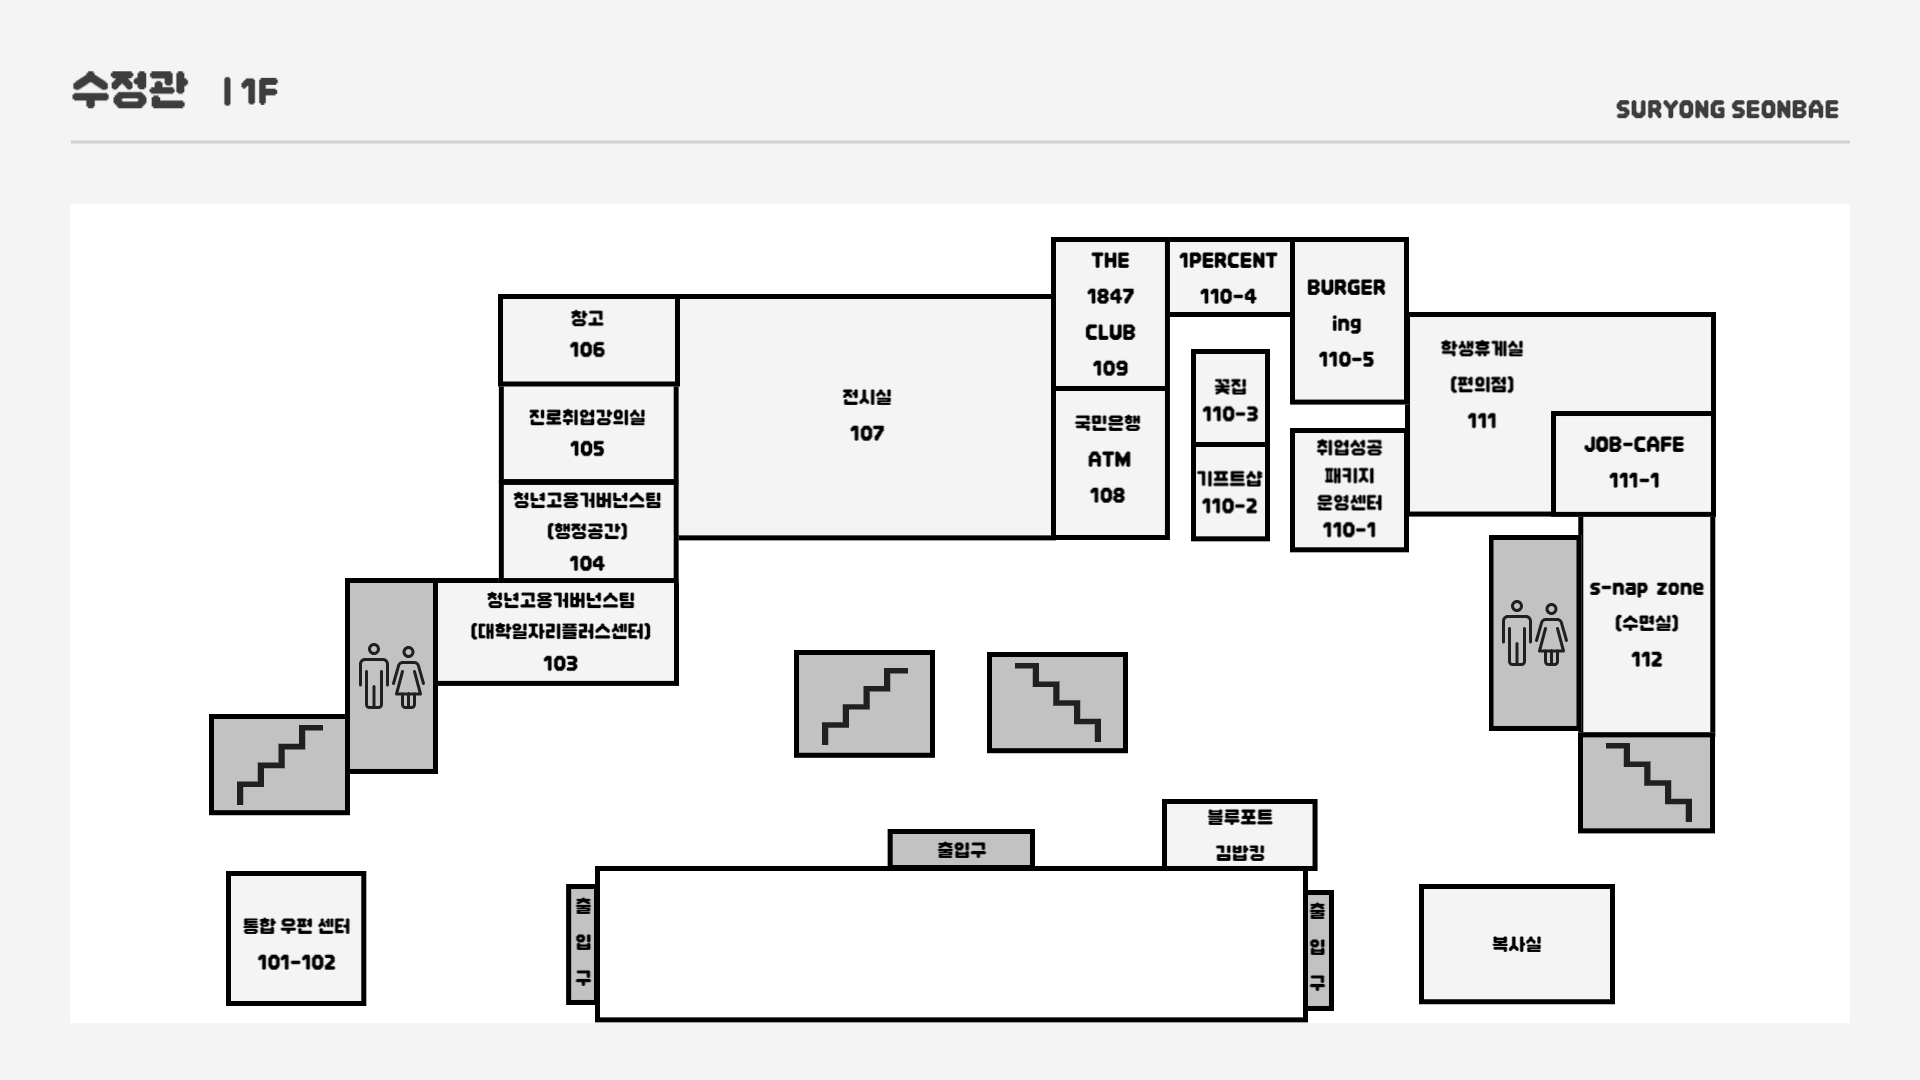 수정관 | 1F
SURYONG SEONBAE
THE
1847
CLUB
109
1PERCENT
110-4
BURGER
ing
110-5
창고
106
전시실
107
학생휴게실
(편의점)
111
꽃집
110-3
진로취업강의실
105
국민은행
ATM
108
JOB-CAFE
111-1
취업성공
패키지
운영센터
110-1
기프트샵
110-2
청년고용거버넌스팀
(행정공간)
104
청년고용거버넌스팀
(대학일자리플러스센터)
103
s-nap zone
(수면실)
112
블루포트
김밥킹
출입구
통합 우편 센터
101-102
출
입
구
출
입
구
복사실